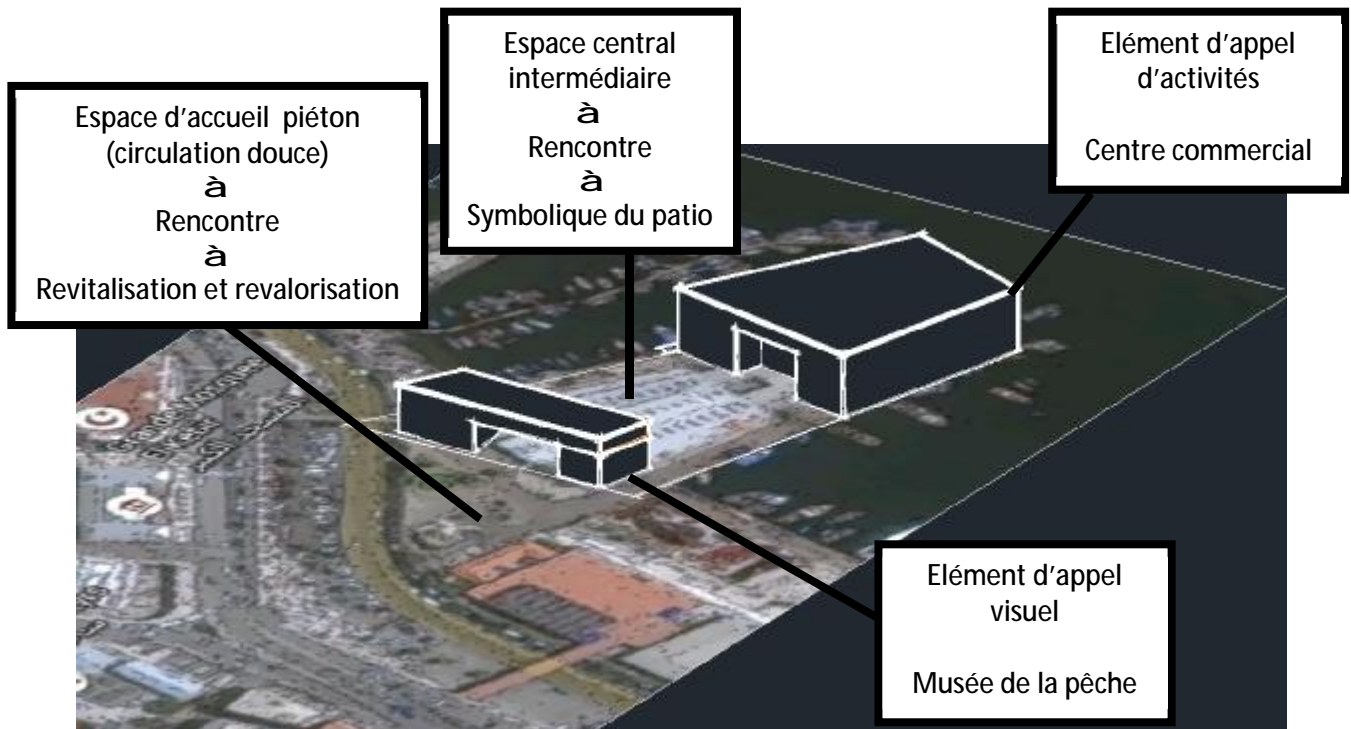 Espace d'accueil piéton
(circulation douce)
à
Rencontre
à
Revitalisation et revalorisation
Espace central
intermédiaire
à
Rencontre
à
Symbolique du patio
Elément d'appel
d'activités
Centre commercial
Elément d'appel
visuel
Musée de la pêche